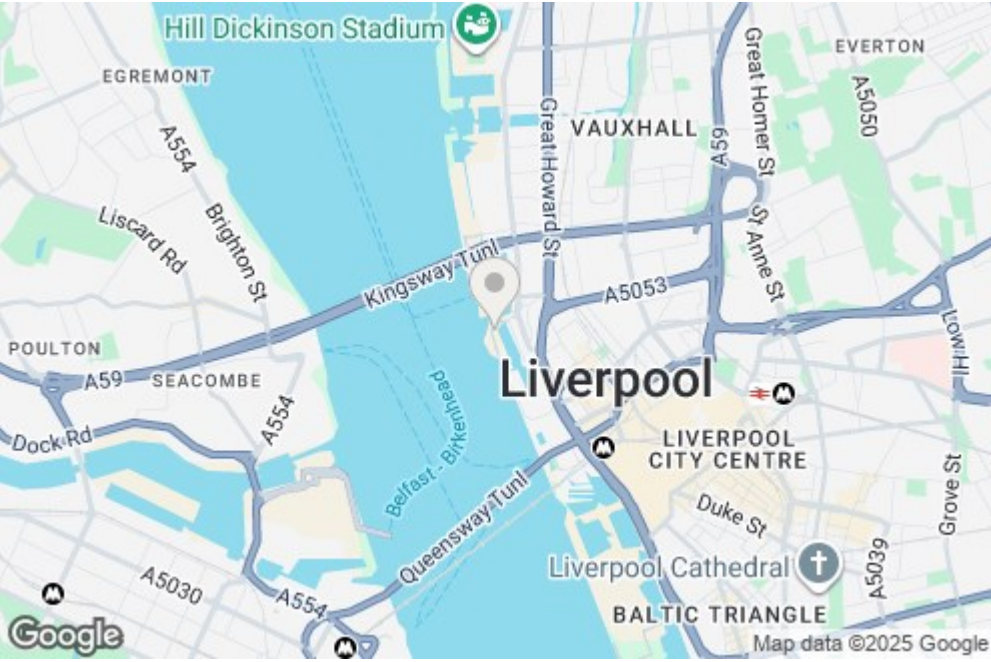 Hill Dickinson Stadium
EVERTON
EGREMONT
Great Homer St
A5050
Great Howard St
VAUXHALL
A59
A554
Liscard Rd
Brighton St
St Anne St
Kingsway Tunl
A5053
Low Hill
POULTON
A59
SEACOMBE
Liverpool
A554
Dock Rd
Belfast - Birkenhead
LIVERPOOL
CITY CENTRE
Grove St
Queensway Tunl
Duke St
A5039
Liverpool Cathedral
A5030
A554
BALTIC TRIANGLE
Google
Map data ©2025 Google